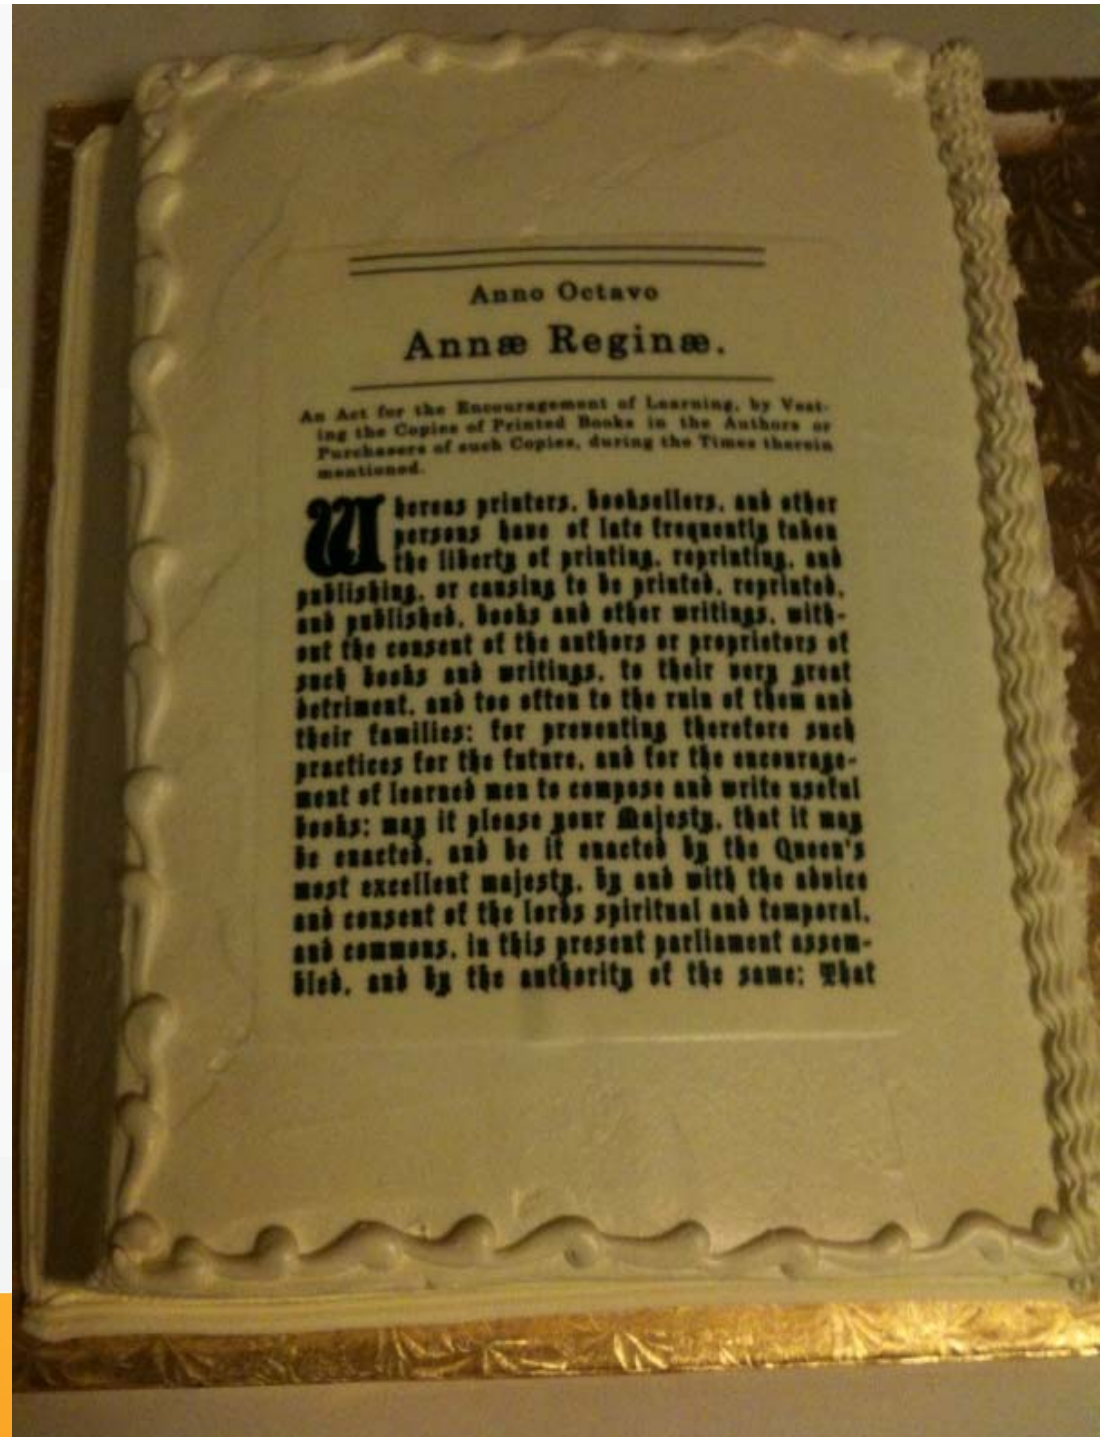 Anno Octavo
Annæ Reginæ.
An Act for the Encouragement of Learning, by Vest-
ing the Copies of Printed Books in the Authors or
Purchasers of such Copies, during the Times therein
mentioned.
Whereas printers, booksellers, and other
persons have of late frequently taken
the liberty of printing, reprinting, and
publishing, or causing to be printed, reprinted,
and published, books and other writings, with-
out the consent of the authors or proprietors of
such books and writings, to their very great
detriment, and too often to the ruin of them and
their families: for preventing therefore such
practices for the future, and for the encourage-
ment of learned men to compose and write useful
books; may it please your Majesty, that it may
be enacted, and be it enacted by the Queen's
most excellent majesty, by and with the advice
and consent of the lords spiritual and temporal,
and commons, in this present parliament assem-
bled, and by the authority of the same; That